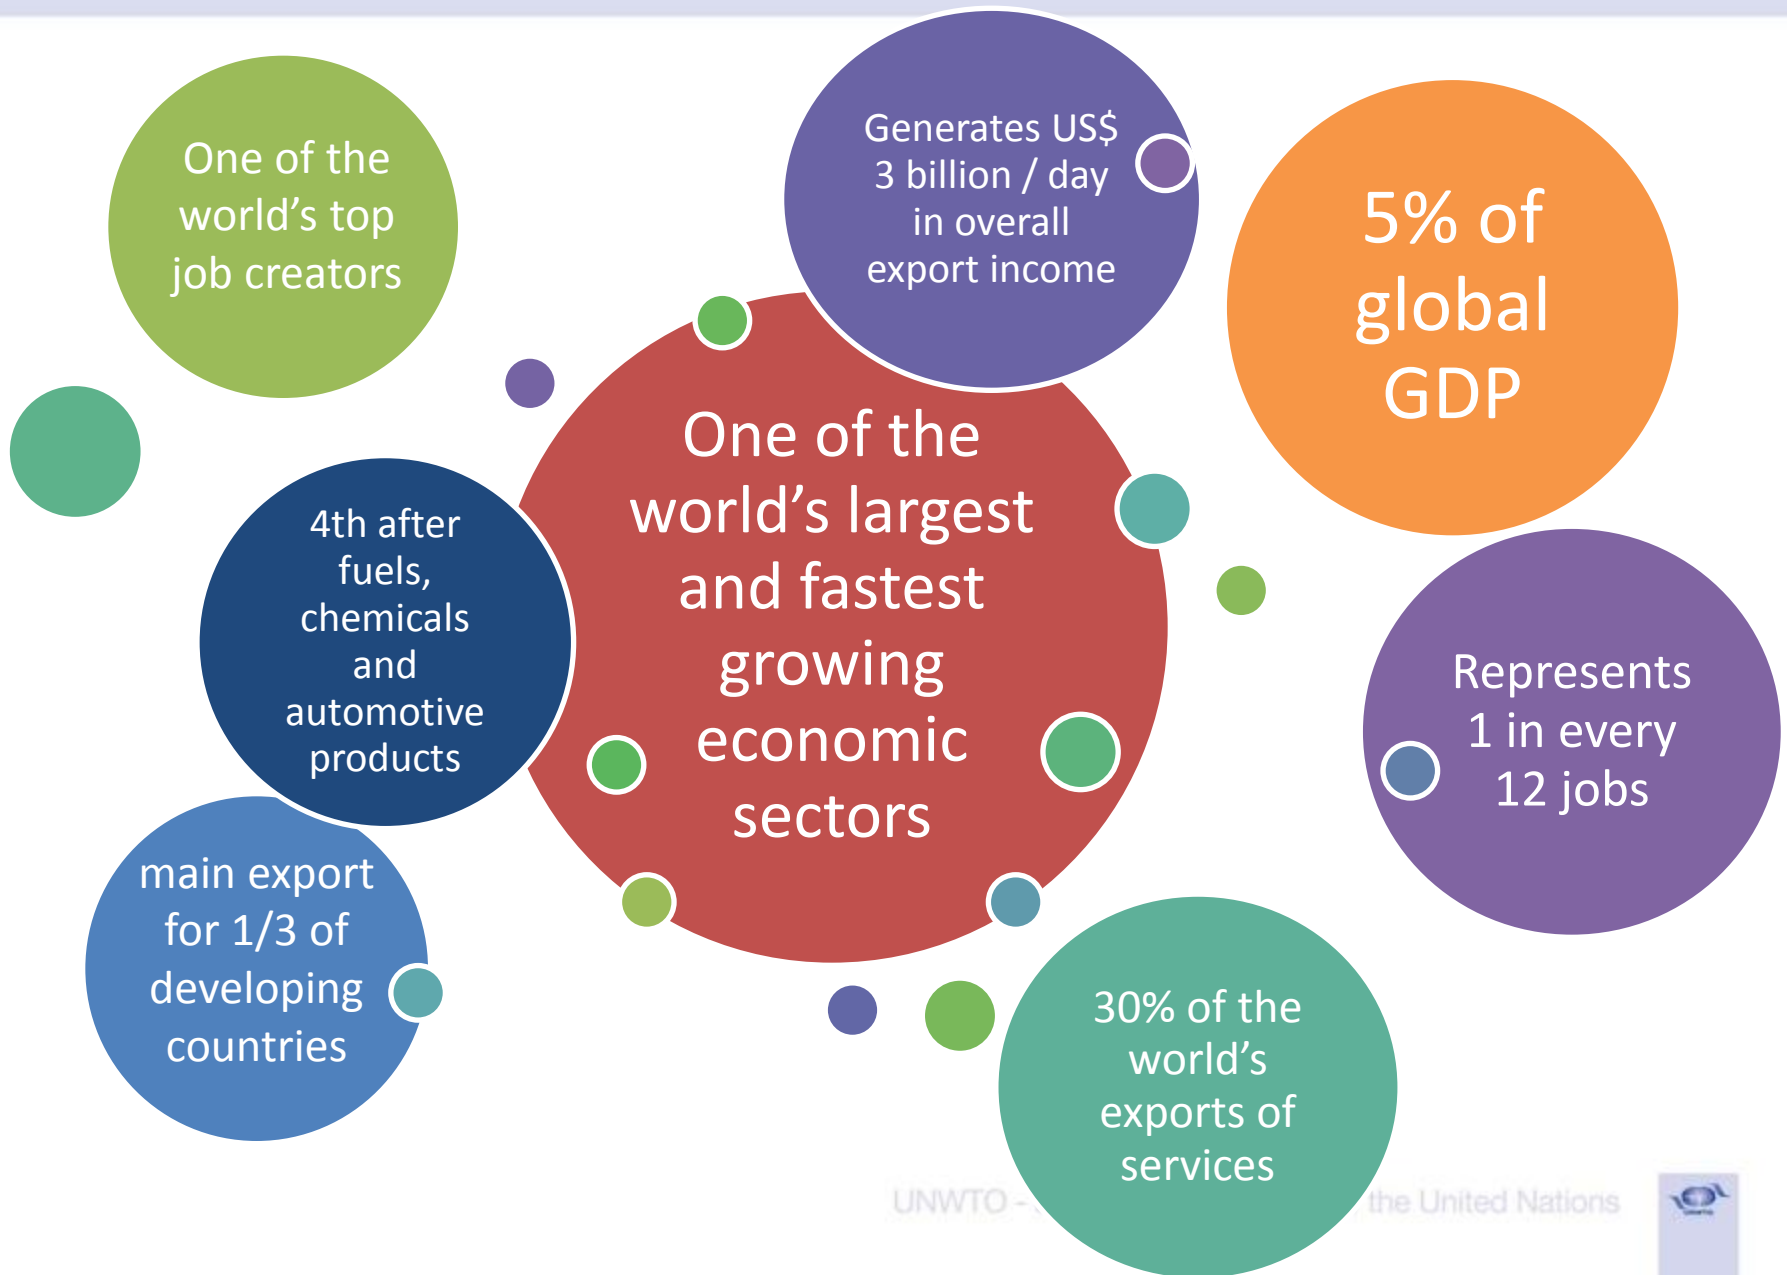 One of the
world's top
job creators
Generates US$
3 billion / day
in overall
export income
5% of
global
GDP
One of the
world's largest
and fastest
growing
economic
sectors
4th after
fuels,
chemicals
and
automotive
products
Represents
1 in every
12 jobs
main export
for 1/3 of
developing
countries
30% of the
world's
exports of
services
UNWTO - the United Nations